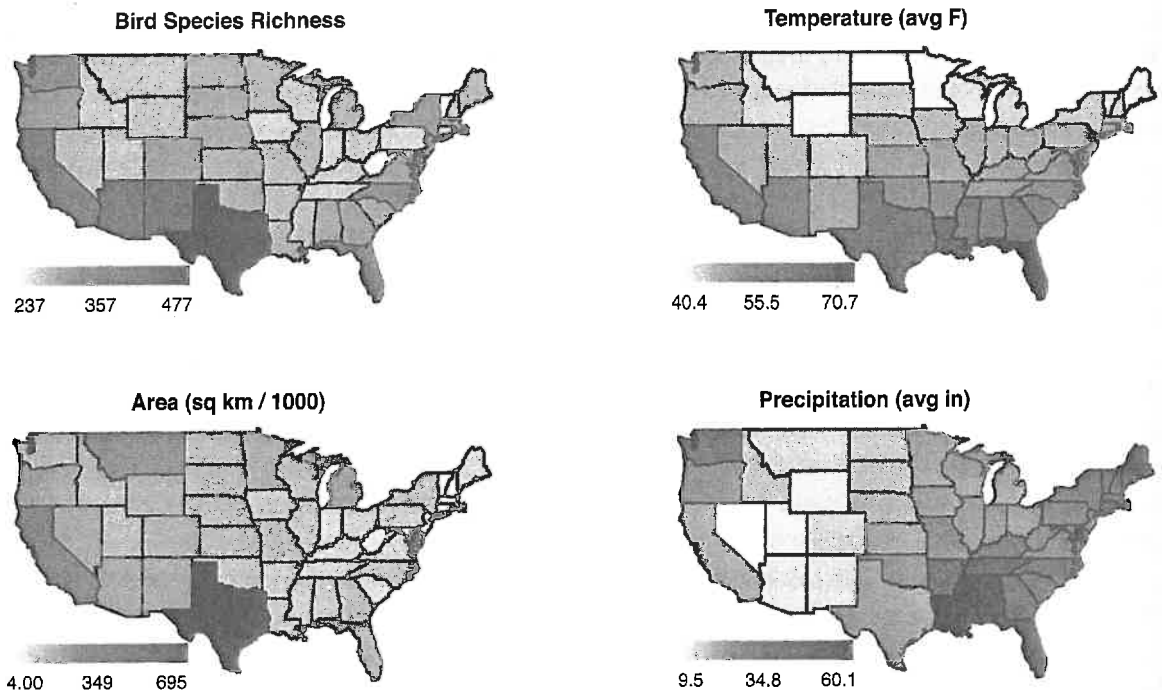 Bird Species Richness
Temperature (avg F)
237 357 477
40.4 55.5 70.7
Area (sq km / 1000)
Precipitation (avg in)
4.00 349 695
9.5 34.8 60.1